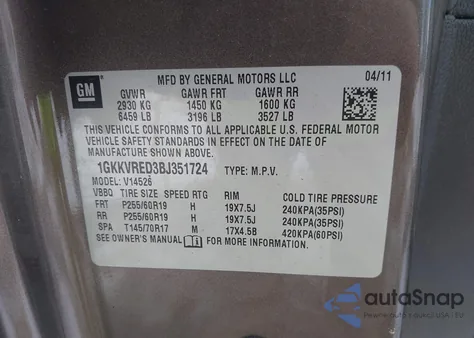 GM
MFD BY GENERAL MOTORS LLC 04/11
GVWR GAWR FRT GAWR RR
2930 KG 1450 KG 1600 KG
6459 LB 3196 LB 3527 LB
THIS VEHICLE CONFORMS TO ALL APPLICABLE U.S. FEDERAL MOTOR
VEHICLE SAFETY STANDARDS IN EFFECT ON THE DATE OF
MANUFACTURE SHOWN ABOVE.
1GKKVRED3BJ351724 TYPE: M.P.V.
MODEL: V14526
VBBQ TIRE SIZE SPEED RTG RIM COLD TIRE PRESSURE
FRT P255/60R19 H 19X7.5J 240KPA(35PSI)
RR P255/60R19 H 19X7.5J 240KPA(35PSI)
SPA T145/70R17 M 17X4.5B 420KPA(60PSI)
SEE OWNER'S MANUAL FOR MORE INFORMATION.
autoSnap